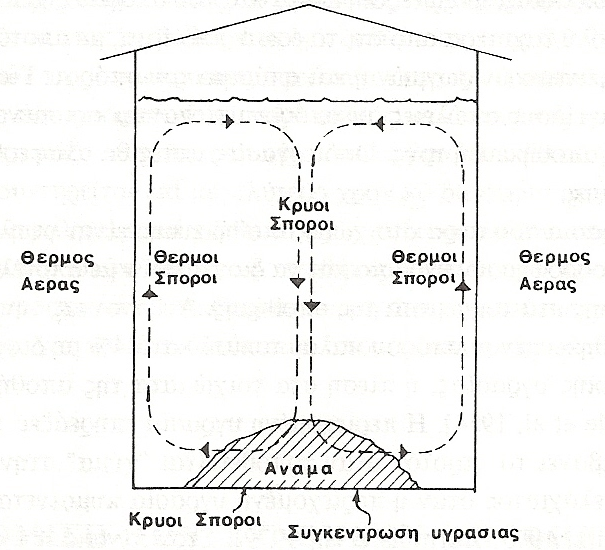 Κρυοι
Σποροι
Θερμος
Αερας
Θερμοι
Σποροι
Θερμοι
Σποροι
Θερμος
Αερας
Αναμα
Κρυοι Σποροι
Συγκεντρωση υγρασιας